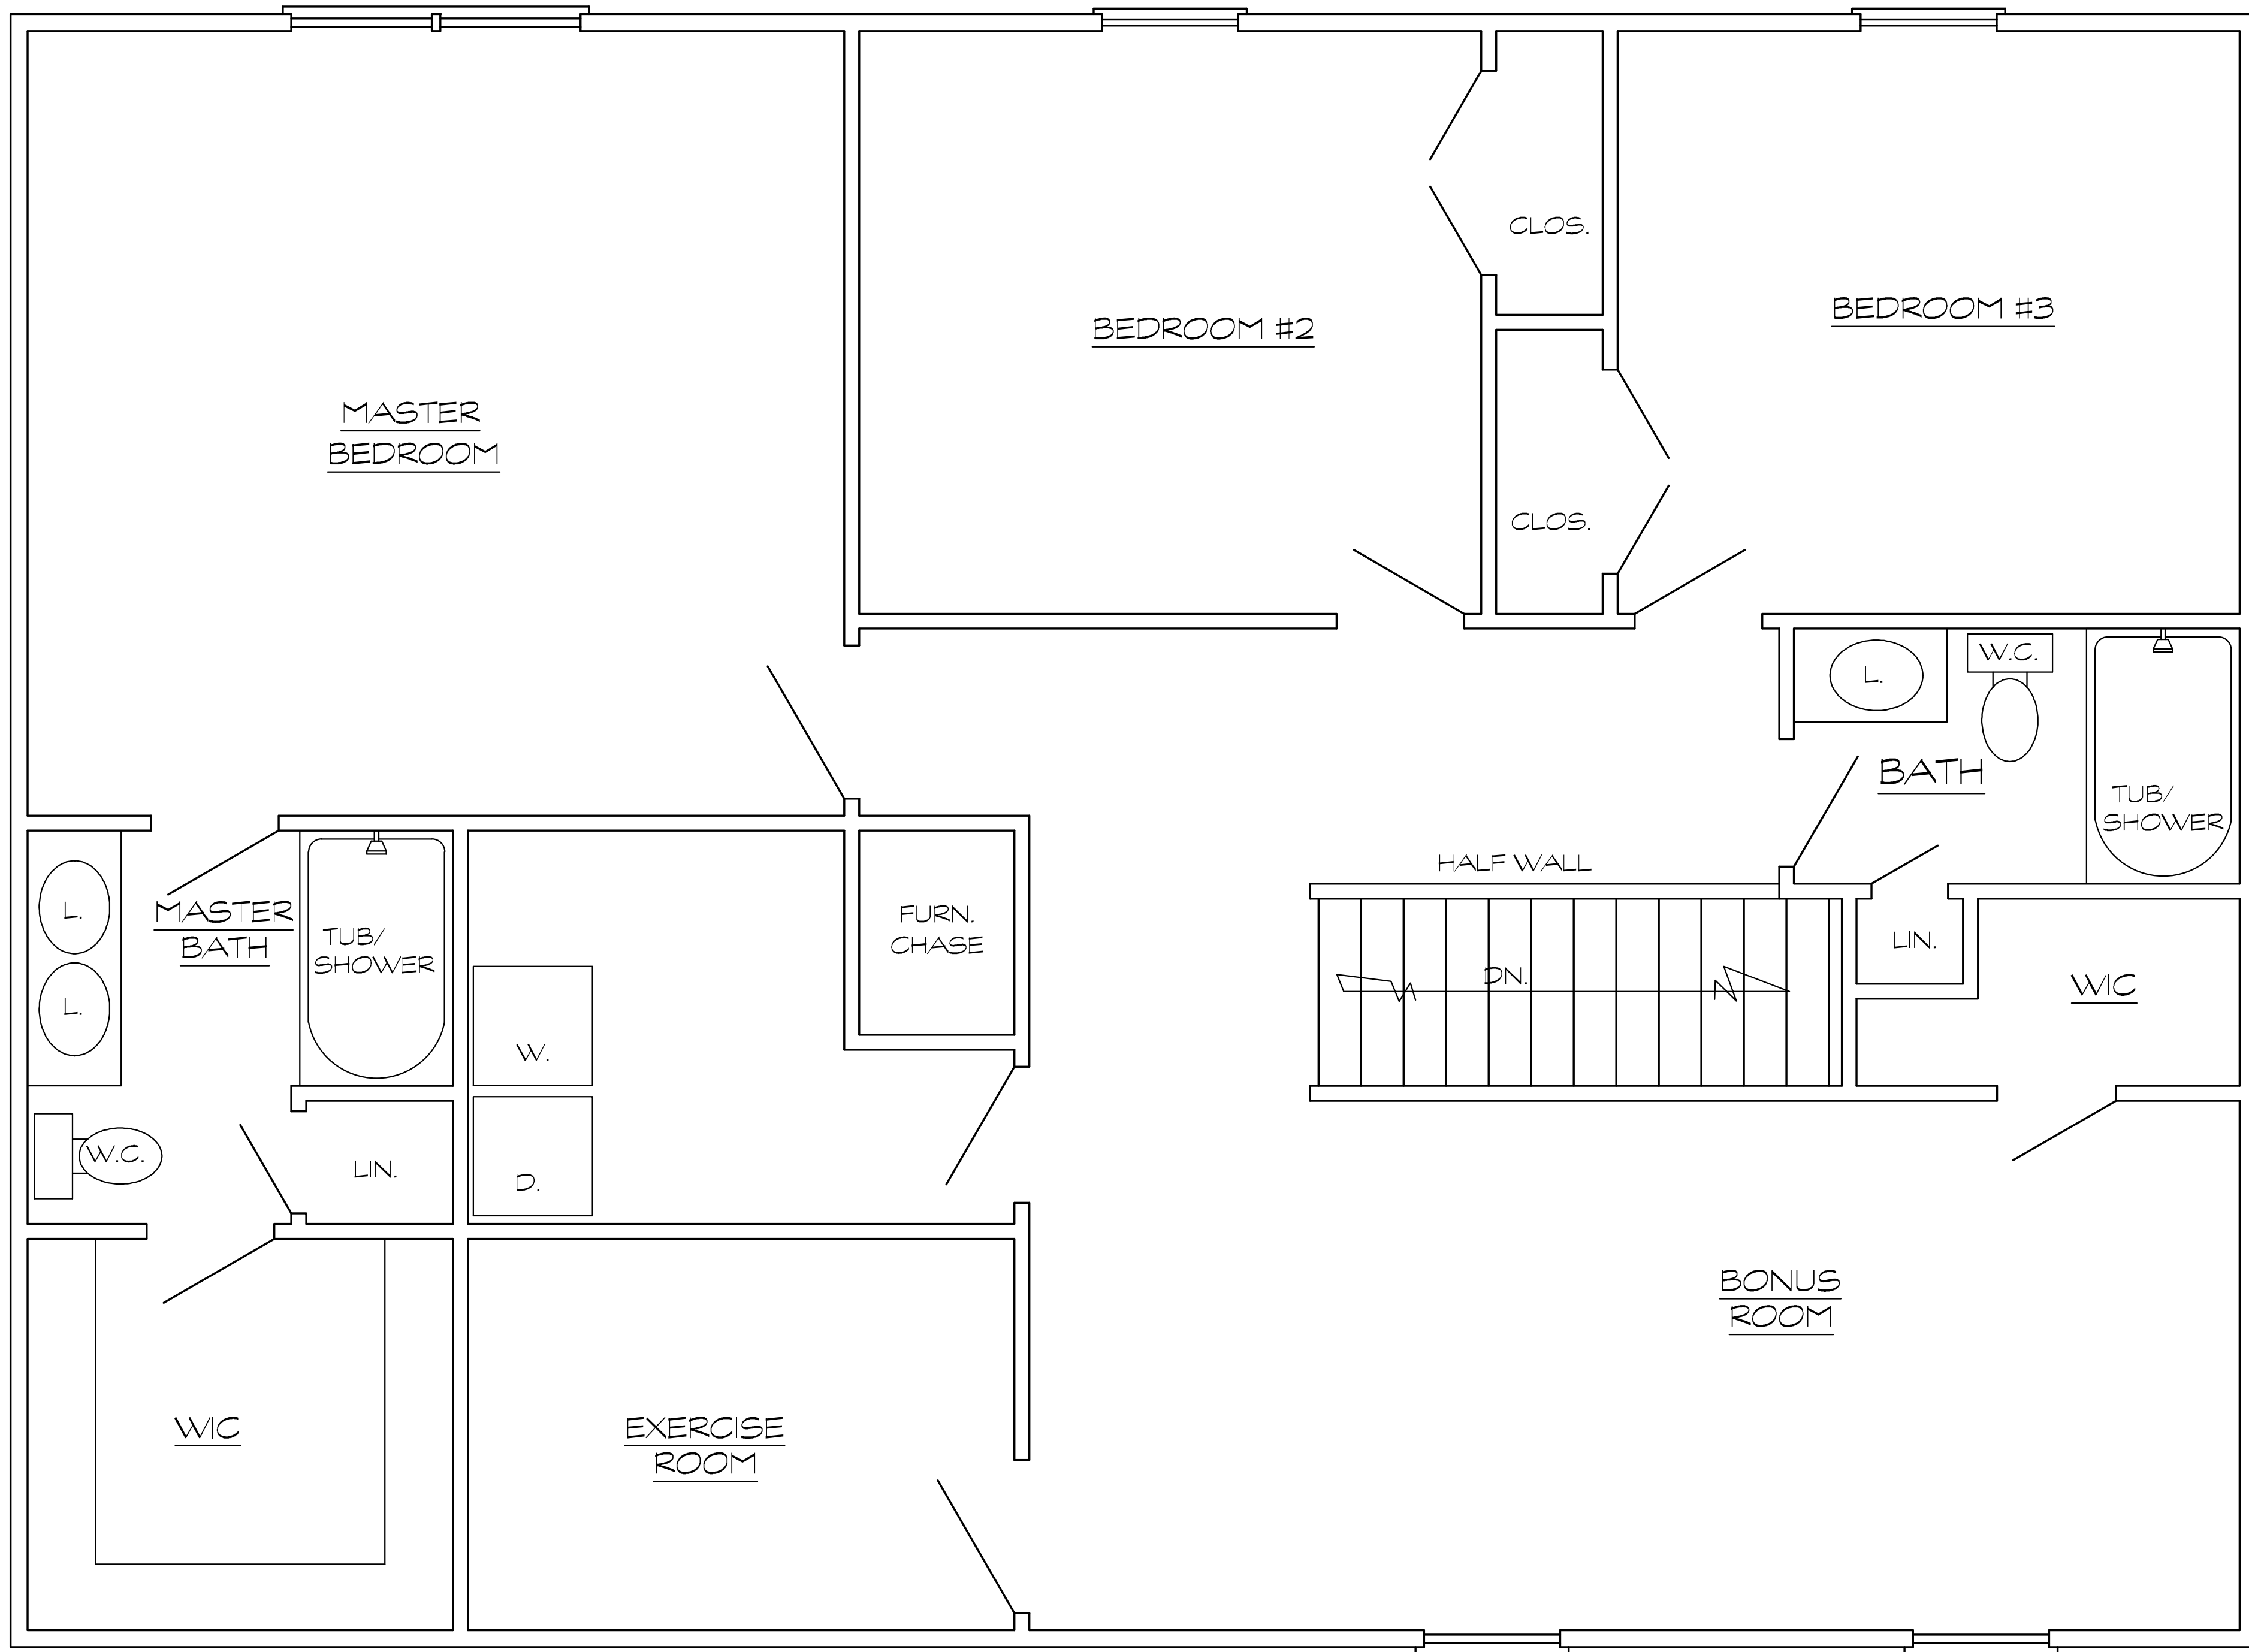 CLOS.
BEDROOM #3
BEDROOM #2
MASTER
BEDROOM
CLOS.
W.C.
L.
BATH
TUB/
SHOWER
HALF WALL
L.
MASTER
BATH
TUB/
SHOWER
FURN.
CHASE
LIN.
DN.
WIC
L.
W.
W.C.
LIN.
D.
BONUS
ROOM
WIC
EXERCISE
ROOM